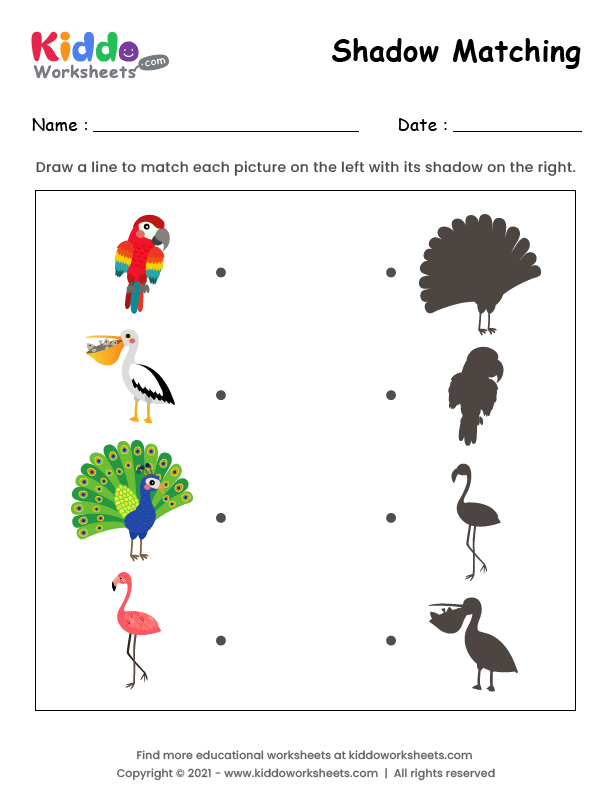 Kiddo
Worksheets.com
Shadow Matching
Name :
Date :
Draw a line to match each picture on the left with its shadow on the right.
Find more educational worksheets at kiddoworksheets.com
Copyright © 2021 - www.kiddoworksheets.com | All rights reserved